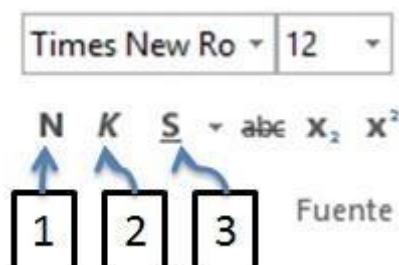 Times New Ro 12
N K S abc X₂ X²
1 2 3 Fuente